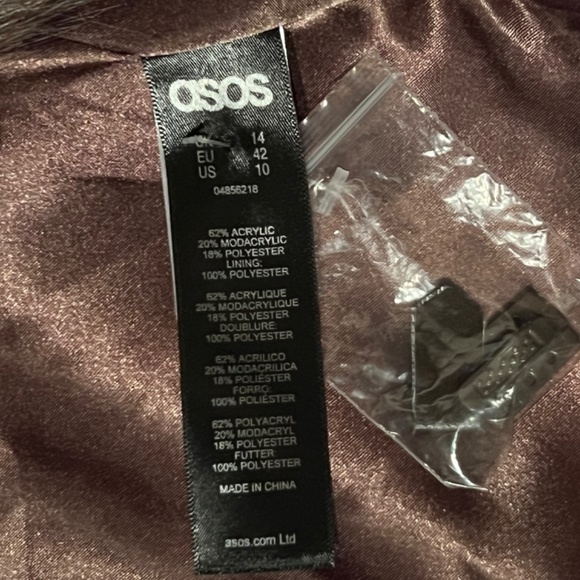 asos
14
EU 42
US 10
04856218
62% ACRYLIC
20% MODACRYLIC
18% POLYESTER
LINING:
100% POLYESTER
62% ACRYLIQUE
20% MODACRYLIQUE
18% POLYESTER
DOUBLURE:
100% POLYESTER
62% ACRILICO
20% MODACRILICA
18% POLIÉSTER
FORRO:
100% POLIÉSTER
62% POLYACRYL
20% MODACRYL
18% POLYESTER
FUTTER:
100% POLYESTER
MADE IN CHINA
asos.com Ltd